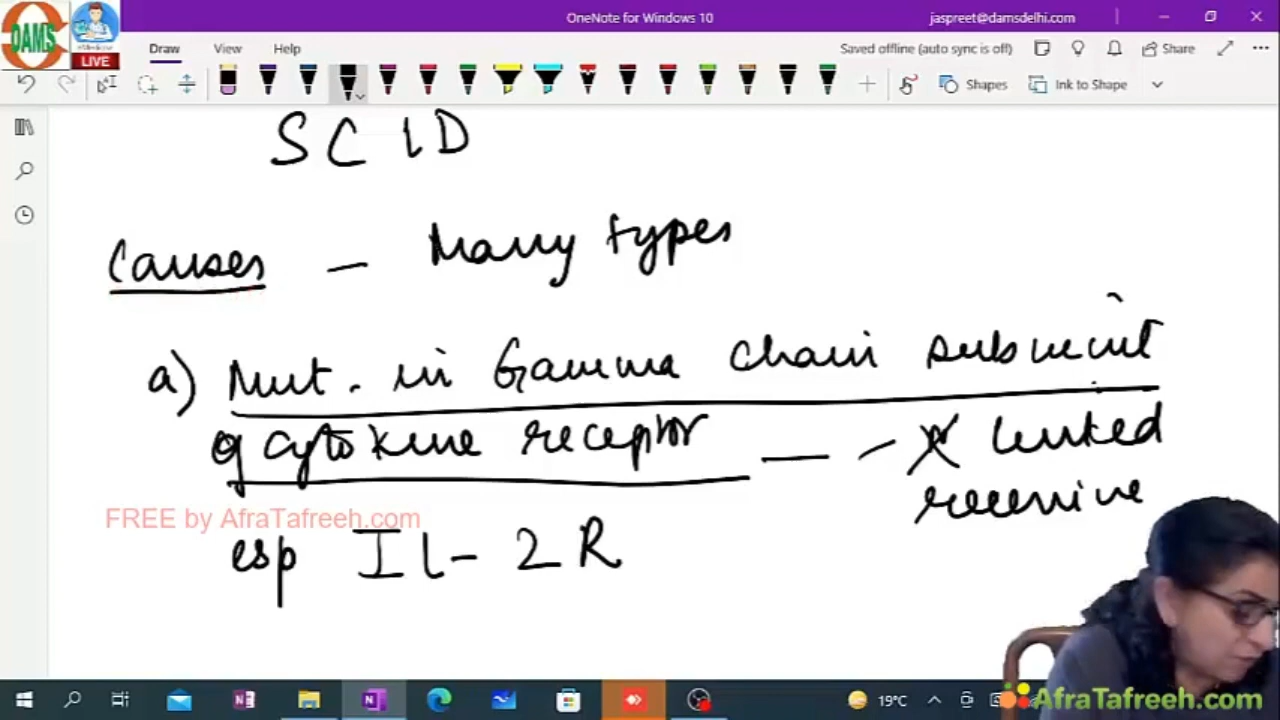 OneNote for Windows 10
jaspreet@damsdelhi.com
DAMS
LIVE
Draw View Help
Saved offline (auto sync is off)
Share
Shapes
Ink to Shape
SCID
Causes - Many types
a) Mut. in Gamma chain subunit
of cytokine receptor — - X linked
recessive
FREE by AfraTafreeh.com
esp IL-2R
19°C
AfraTafreeh.com